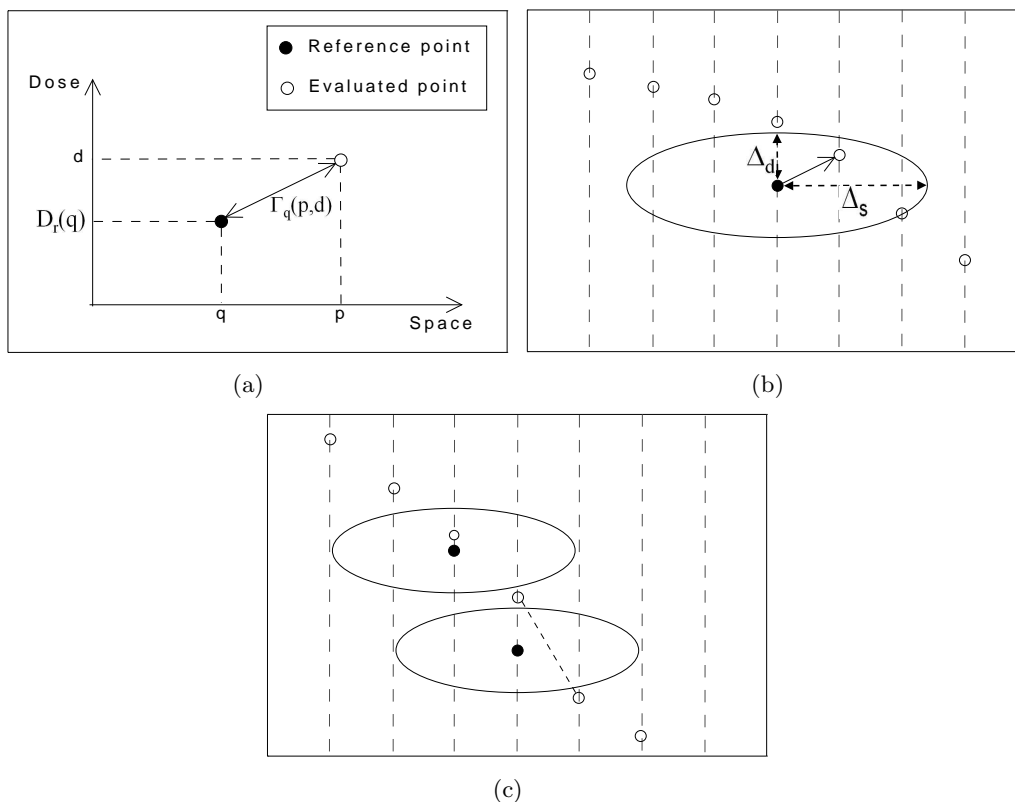 Reference point
Evaluated point
Dose
d
D_r(q)
Γ_q(p,d)
q
p
Space
(a)
Δ_d
Δ_s
(b)
(c)